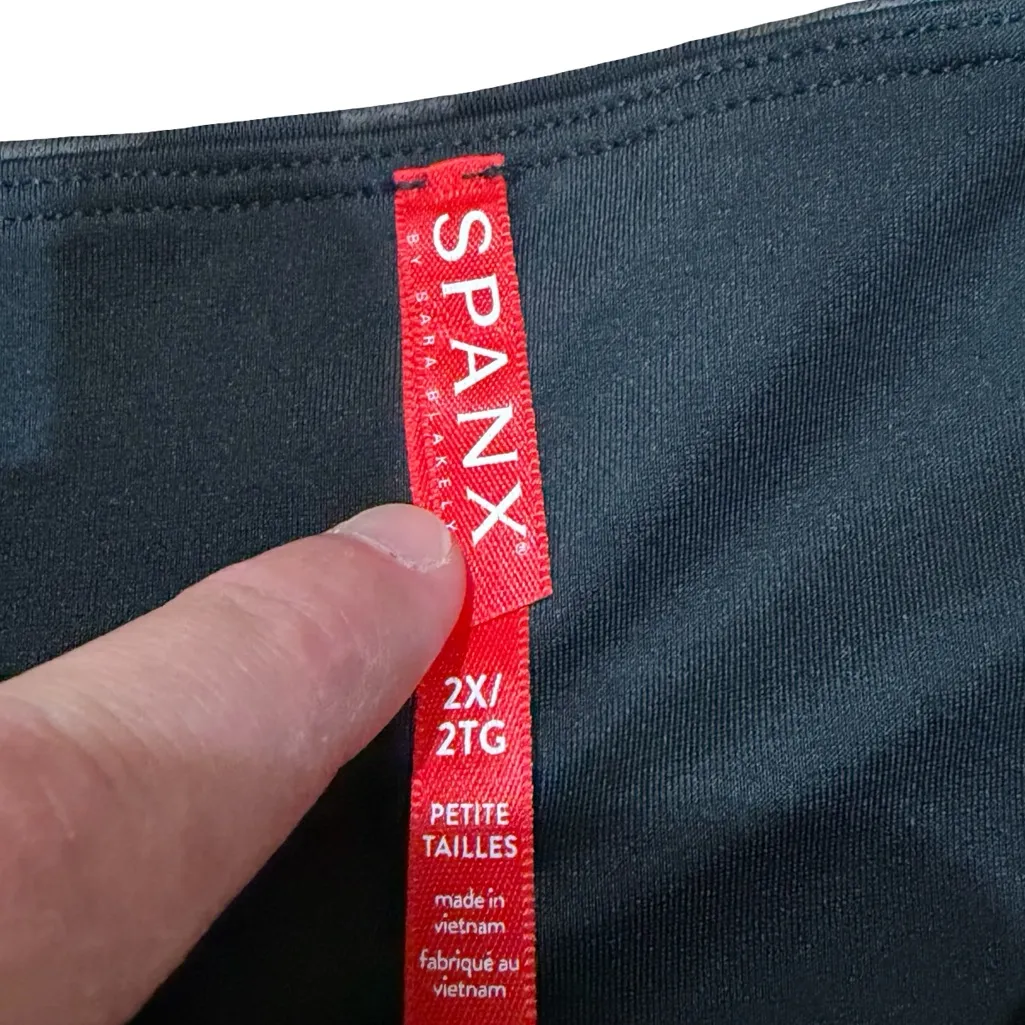 SPANX®
BY SARA BLAKELY
2X/
2TG
PETITE
TAILLES
made in
vietnam
fabriqué au
vietnam